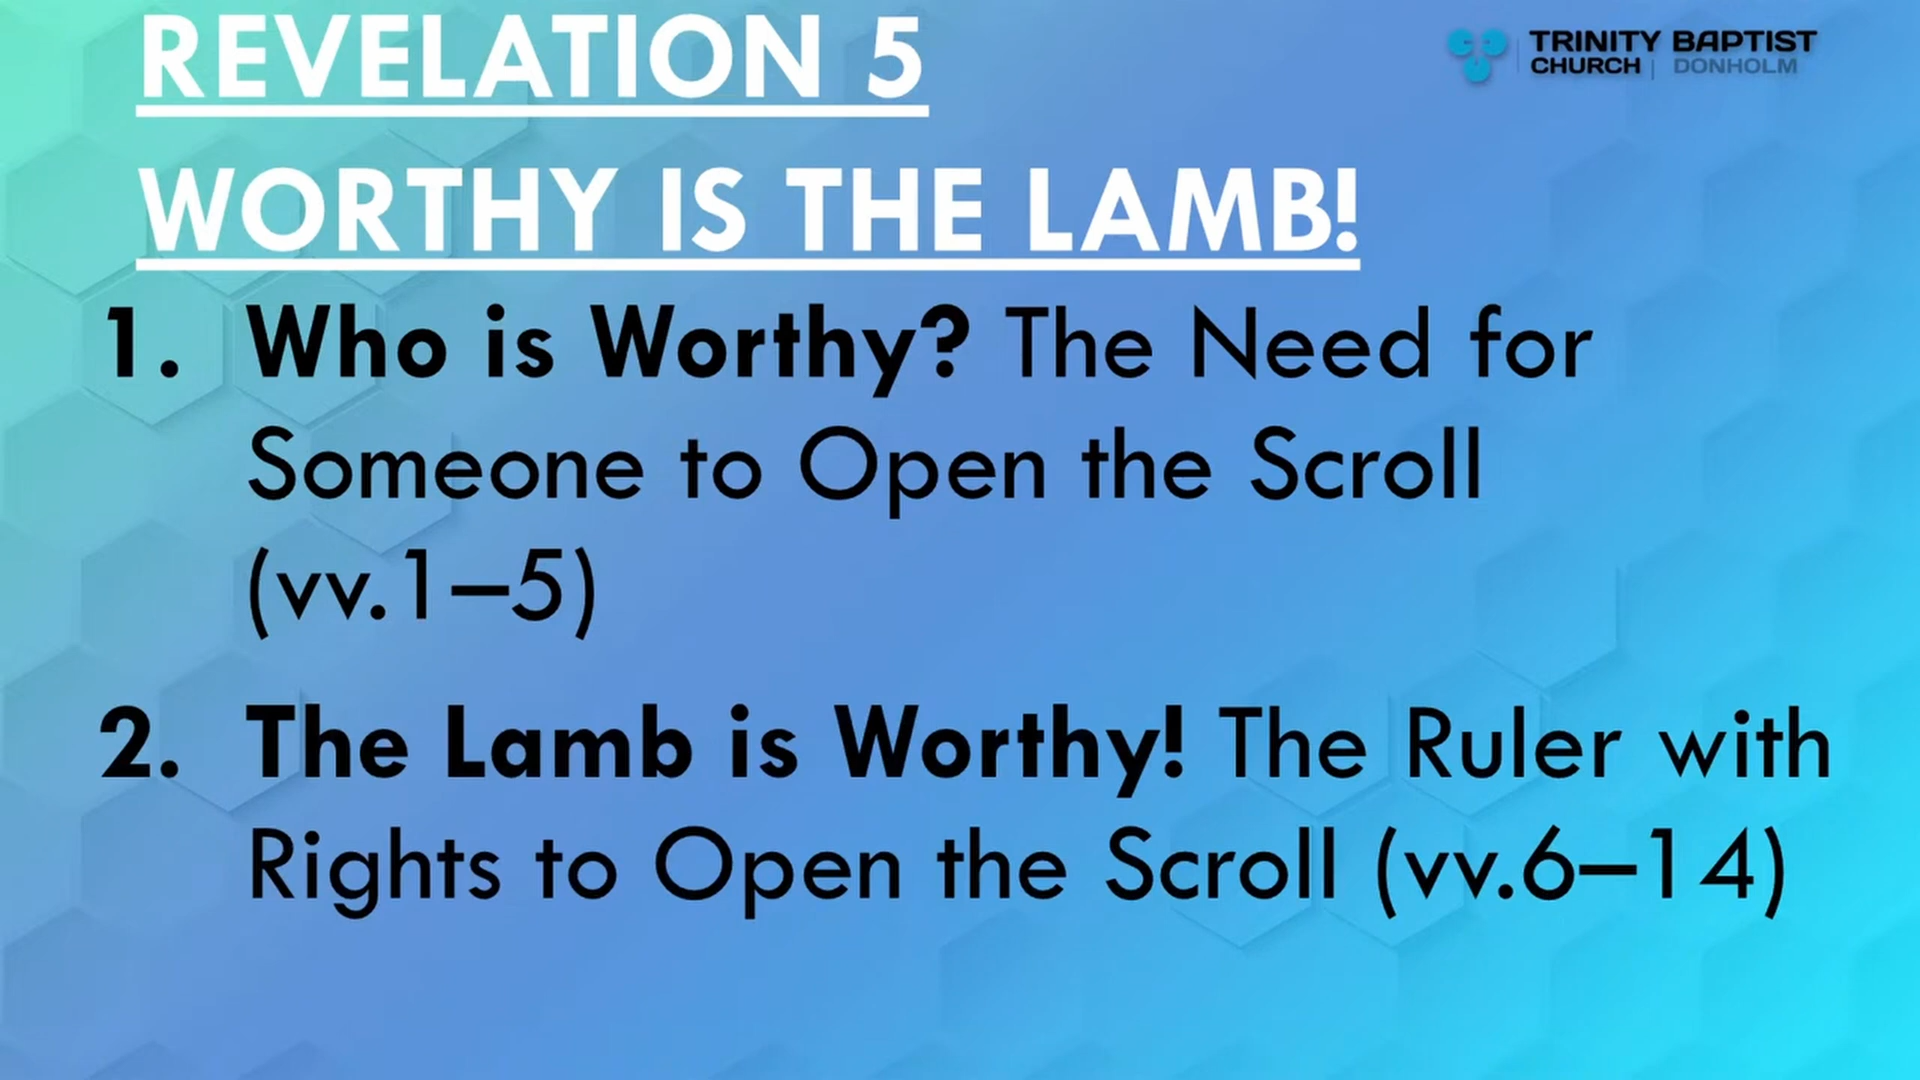 REVELATION 5
TRINITY BAPTIST
CHURCH | DONHOLM
WORTHY IS THE LAMB!
1. Who is Worthy? The Need for
Someone to Open the Scroll
(vv.1–5)
2. The Lamb is Worthy! The Ruler with
Rights to Open the Scroll (vv.6–14)